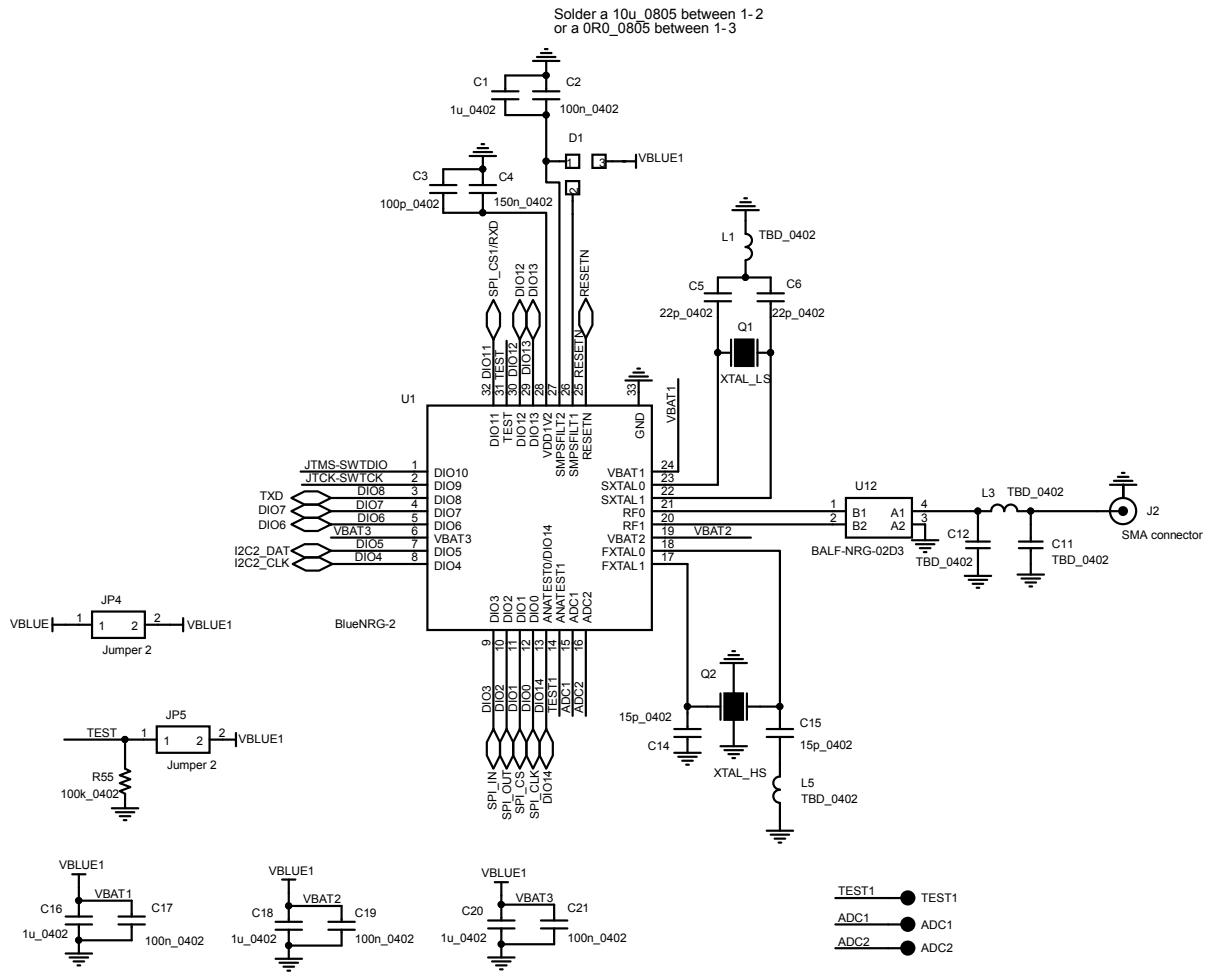 Solder a 10u_0805 between 1-2
or a 0R0_0805 between 1-3
C1
C2
1u_0402
100n_0402
D1
1
3
VBLUE1
2
C3
C4
100p_0402
150n_0402
L1
TBD_0402
C5
C6
22p_0402
22p_0402
Q1
XTAL_LS
SPI_CS1/RXD
DIO12
DIO13
RESETN
DIO11
TEST
DIO12
DIO13
RESETN
32
31
30
29
28
27
26
25
33
VBAT1
U1
DIO11
TEST
DIO12
DIO13
VDD1V2
SMPSFILT2
SMPSFILT1
RESETN
GND
JTMS-SWTDIO
1
DIO10
JTCK-SWTCK
2
DIO9
TXD
DIO8
3
DIO8
DIO7
DIO7
4
DIO7
DIO6
DIO6
5
DIO6
VBAT3
6
VBAT3
I2C2_DAT
DIO5
7
DIO5
I2C2_CLK
DIO4
8
DIO4
VBAT1
24
SXTAL0
23
SXTAL1
22
RF0
21
RF1
20
VBAT2
19
VBAT2
FXTAL0
18
FXTAL1
17
U12
1
B1
A1
4
2
B2
A2
3
BALF-NRG-02D3
L3
TBD_0402
J2
SMA connector
C12
TBD_0402
C11
TBD_0402
DIO3
DIO2
DIO1
DIO0
ANATEST0/DIO14
ANATEST1
ADC1
ADC2
BlueNRG-2
9
10
11
12
13
14
15
16
DIO3
DIO2
DIO1
DIO0
DIO14
TEST1
ADC1
ADC2
SPI_IN
SPI_OUT
SPI_CS
SPI_CLK
DIO14
JP4
VBLUE
1
1
2
2
VBLUE1
Jumper 2
JP5
TEST
1
1
2
2
VBLUE1
Jumper 2
R55
100k_0402
Q2
15p_0402
C14
XTAL_HS
C15
15p_0402
L5
TBD_0402
VBLUE1
VBAT1
C16
C17
1u_0402
100n_0402
VBLUE1
VBAT2
C18
C19
1u_0402
100n_0402
VBLUE1
VBAT3
C20
C21
1u_0402
100n_0402
TEST1
TEST1
ADC1
ADC1
ADC2
ADC2